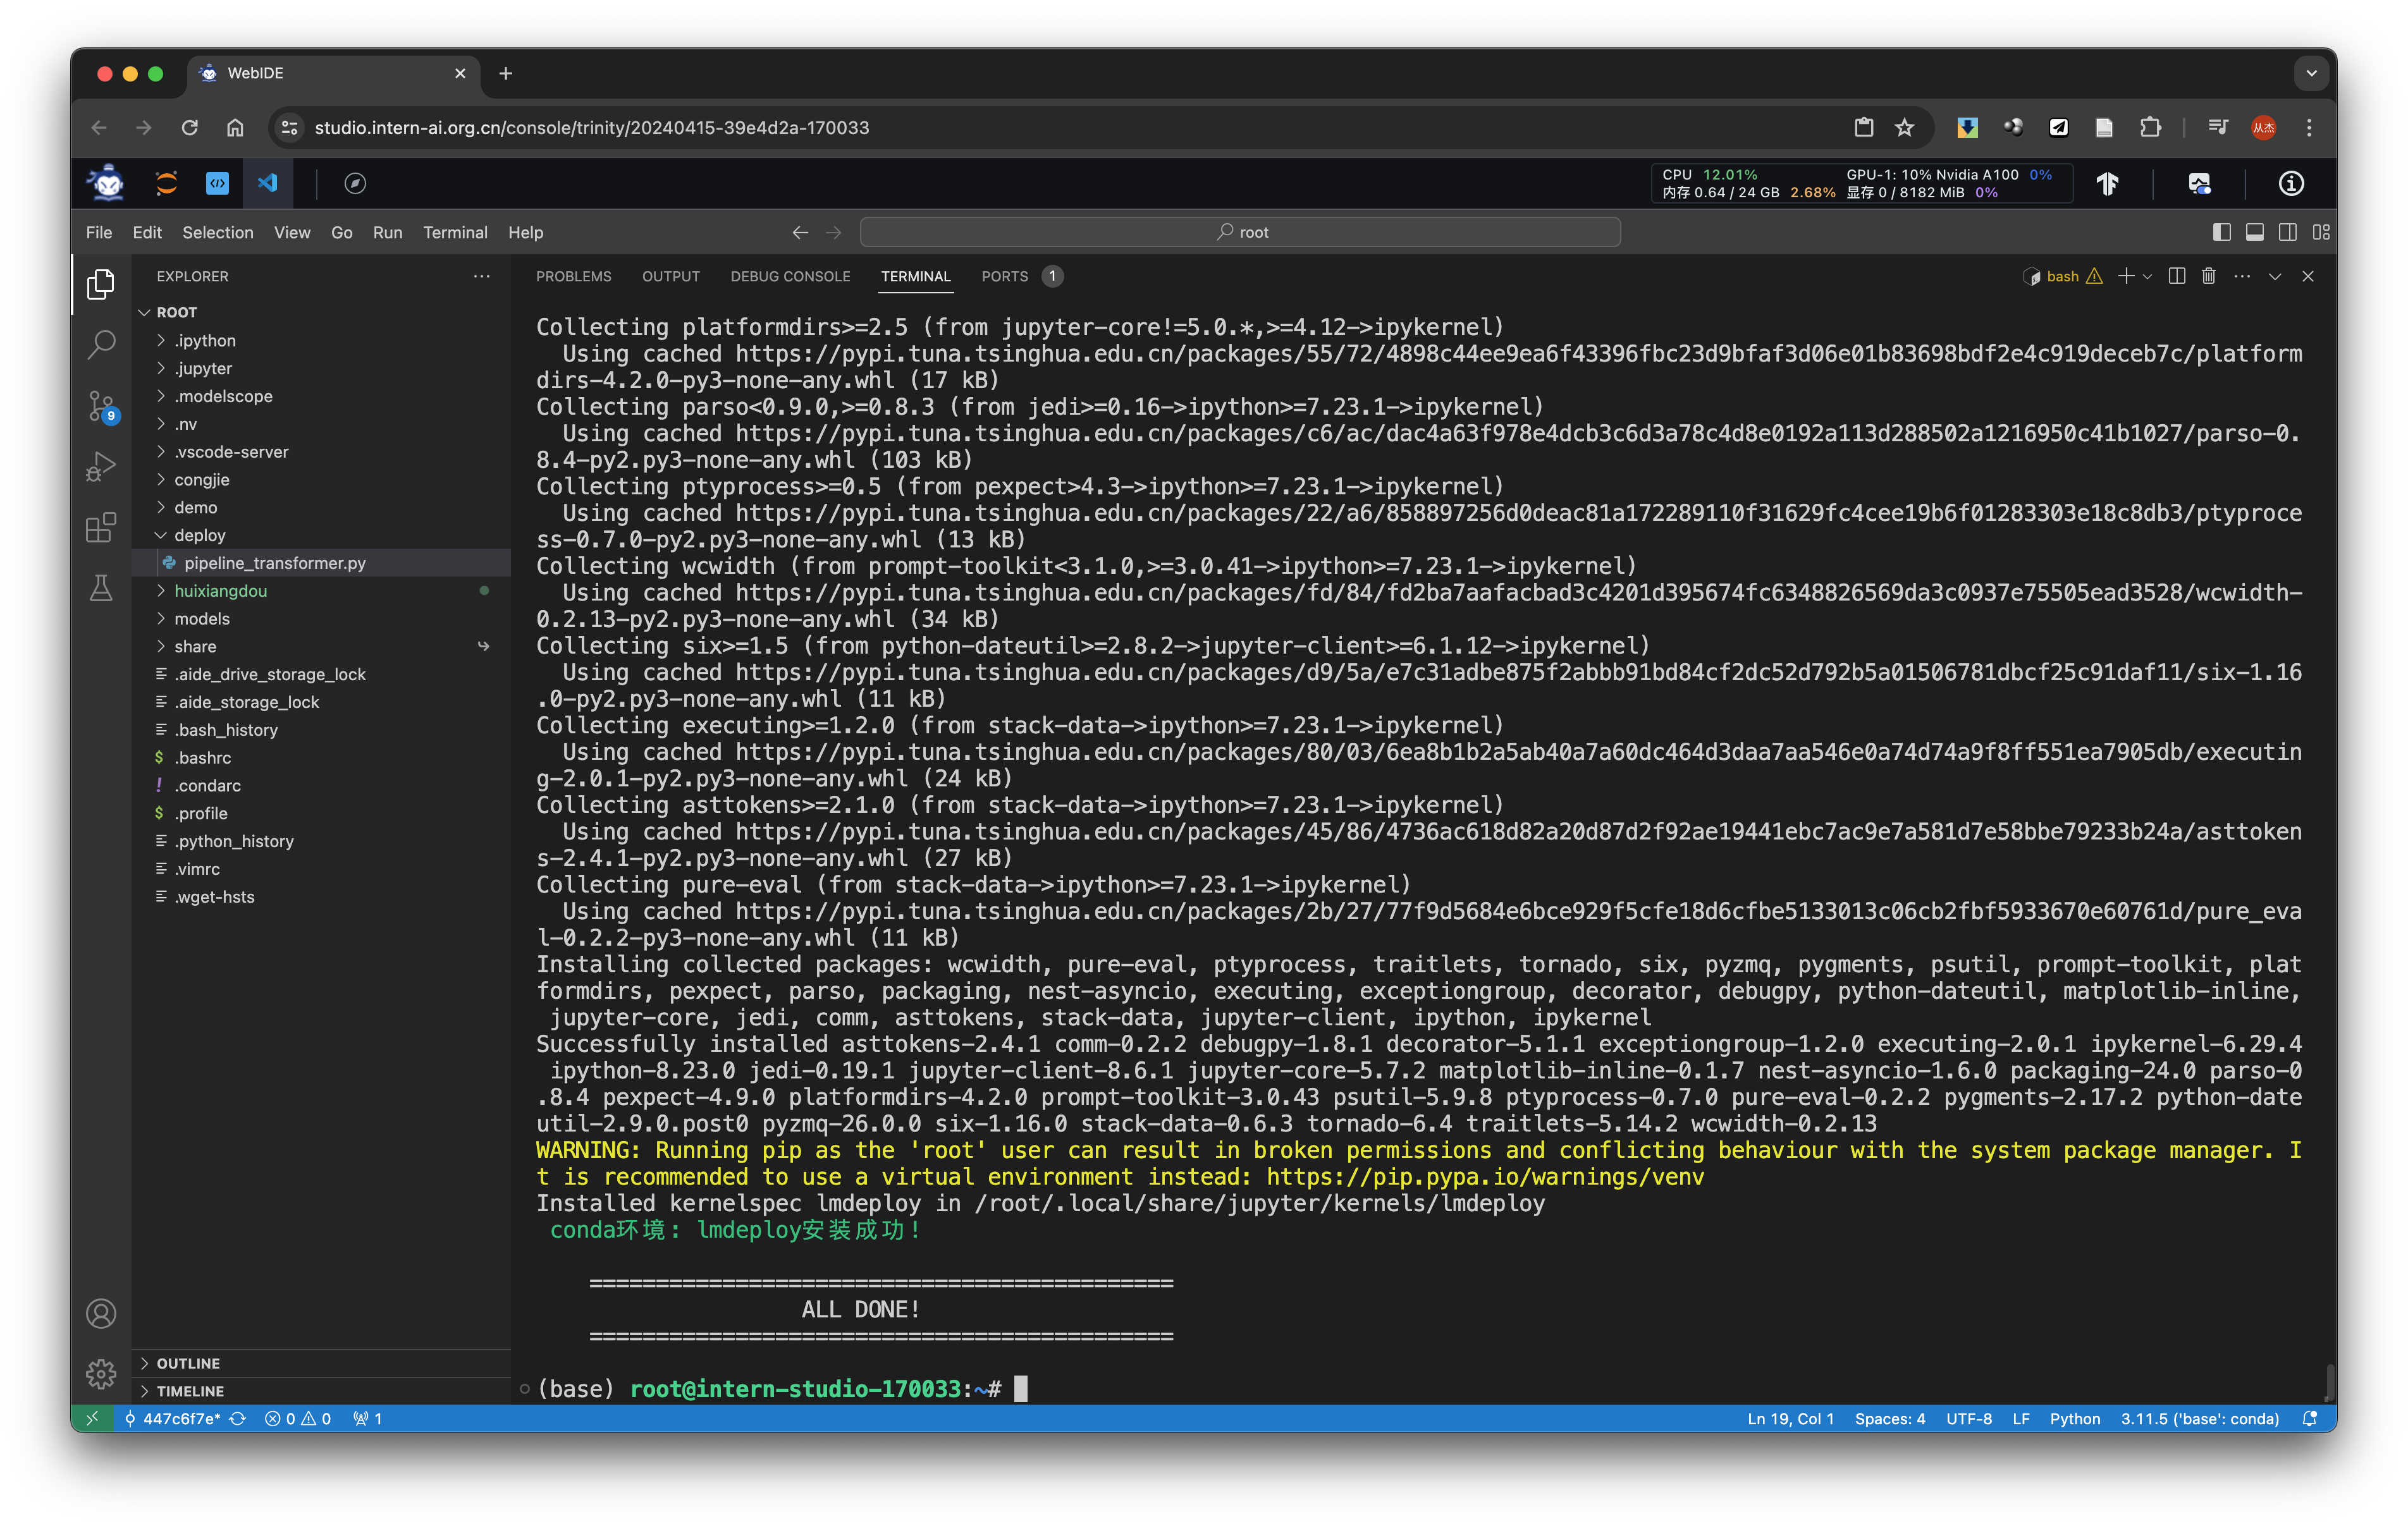 WebIDE
studio.intern-ai.org.cn/console/trinity/20240415-39e4d2a-170033
从杰
CPU 12.01% GPU-1: 10% Nvidia A100 0%
内存 0.64 / 24 GB 2.68% 显存 0 / 8182 MiB 0%
File Edit Selection View Go Run Terminal Help
root
EXPLORER
PROBLEMS OUTPUT DEBUG CONSOLE TERMINAL PORTS 1
bash
ROOT
.ipython
.jupyter
.modelscope
.nv
.vscode-server
congjie
demo
deploy
pipeline_transformer.py
huixiangdou
models
share
.aide_drive_storage_lock
.aide_storage_lock
.bash_history
.bashrc
.condarc
.profile
.python_history
.vimrc
.wget-hsts
OUTLINE
TIMELINE
9
Collecting platformdirs>=2.5 (from jupyter-core!=5.0.*,>=4.12->ipykernel)
Using cached https://pypi.tuna.tsinghua.edu.cn/packages/55/72/4898c44ee9ea6f43396fbc23d9bfaf3d06e01b83698bdf2e4c919deceb7c/platform
dirs-4.2.0-py3-none-any.whl (17 kB)
Collecting parso<0.9.0,>=0.8.3 (from jedi>=0.16->ipython>=7.23.1->ipykernel)
Using cached https://pypi.tuna.tsinghua.edu.cn/packages/c6/ac/dac4a63f978e4dcb3c6d3a78c4d8e0192a113d288502a1216950c41b1027/parso-0.
8.4-py2.py3-none-any.whl (103 kB)
Collecting ptyprocess>=0.5 (from pexpect>4.3->ipython>=7.23.1->ipykernel)
Using cached https://pypi.tuna.tsinghua.edu.cn/packages/22/a6/858897256d0deac81a172289110f31629fc4cee19b6f01283303e18c8db3/ptyproce
ss-0.7.0-py2.py3-none-any.whl (13 kB)
Collecting wcwidth (from prompt-toolkit<3.1.0,>=3.0.41->ipython>=7.23.1->ipykernel)
Using cached https://pypi.tuna.tsinghua.edu.cn/packages/fd/84/fd2ba7aafacbad3c4201d395674fc6348826569da3c0937e75505ead3528/wcwidth-
0.2.13-py2.py3-none-any.whl (34 kB)
Collecting six>=1.5 (from python-dateutil>=2.8.2->jupyter-client>=6.1.12->ipykernel)
Using cached https://pypi.tuna.tsinghua.edu.cn/packages/d9/5a/e7c31adbe875f2abbb91bd84cf2dc52d792b5a01506781dbcf25c91daf11/six-1.16
.0-py2.py3-none-any.whl (11 kB)
Collecting executing>=1.2.0 (from stack-data->ipython>=7.23.1->ipykernel)
Using cached https://pypi.tuna.tsinghua.edu.cn/packages/80/03/6ea8b1b2a5ab40a7a60dc464d3daa7aa546e0a74d74a9f8ff551ea7905db/executin
g-2.0.1-py2.py3-none-any.whl (24 kB)
Collecting asttokens>=2.1.0 (from stack-data->ipython>=7.23.1->ipykernel)
Using cached https://pypi.tuna.tsinghua.edu.cn/packages/45/86/4736ac618d82a20d87d2f92ae19441ebc7ac9e7a581d7e58bbe79233b24a/asttoken
s-2.4.1-py2.py3-none-any.whl (27 kB)
Collecting pure-eval (from stack-data->ipython>=7.23.1->ipykernel)
Using cached https://pypi.tuna.tsinghua.edu.cn/packages/2b/27/77f9d5684e6bce929f5cfe18d6cfbe5133013c06cb2fbf5933670e60761d/pure_eva
l-0.2.2-py3-none-any.whl (11 kB)
Installing collected packages: wcwidth, pure-eval, ptyprocess, traitlets, tornado, six, pyzmq, pygments, psutil, prompt-toolkit, plat
formdirs, pexpect, parso, packaging, nest-asyncio, executing, exceptiongroup, decorator, debugpy, python-dateutil, matplotlib-inline,
jupyter-core, jedi, comm, asttokens, stack-data, jupyter-client, ipython, ipykernel
Successfully installed asttokens-2.4.1 comm-0.2.2 debugpy-1.8.1 decorator-5.1.1 exceptiongroup-1.2.0 executing-2.0.1 ipykernel-6.29.4
ipython-8.23.0 jedi-0.19.1 jupyter-client-8.6.1 jupyter-core-5.7.2 matplotlib-inline-0.1.7 nest-asyncio-1.6.0 packaging-24.0 parso-0
.8.4 pexpect-4.9.0 platformdirs-4.2.0 prompt-toolkit-3.0.43 psutil-5.9.8 ptyprocess-0.7.0 pure-eval-0.2.2 pygments-2.17.2 python-date
util-2.9.0.post0 pyzmq-26.0.0 six-1.16.0 stack-data-0.6.3 tornado-6.4 traitlets-5.14.2 wcwidth-0.2.13
WARNING: Running pip as the 'root' user can result in broken permissions and conflicting behaviour with the system package manager. I
t is recommended to use a virtual environment instead: https://pip.pypa.io/warnings/venv
Installed kernelspec lmdeploy in /root/.local/share/jupyter/kernels/lmdeploy
conda环境: lmdeploy安装成功!
============================================
ALL DONE!
============================================
(base) root@intern-studio-170033:~#
447c6f7e* 0 0 1
Ln 19, Col 1 Spaces: 4 UTF-8 LF Python 3.11.5 ('base': conda)